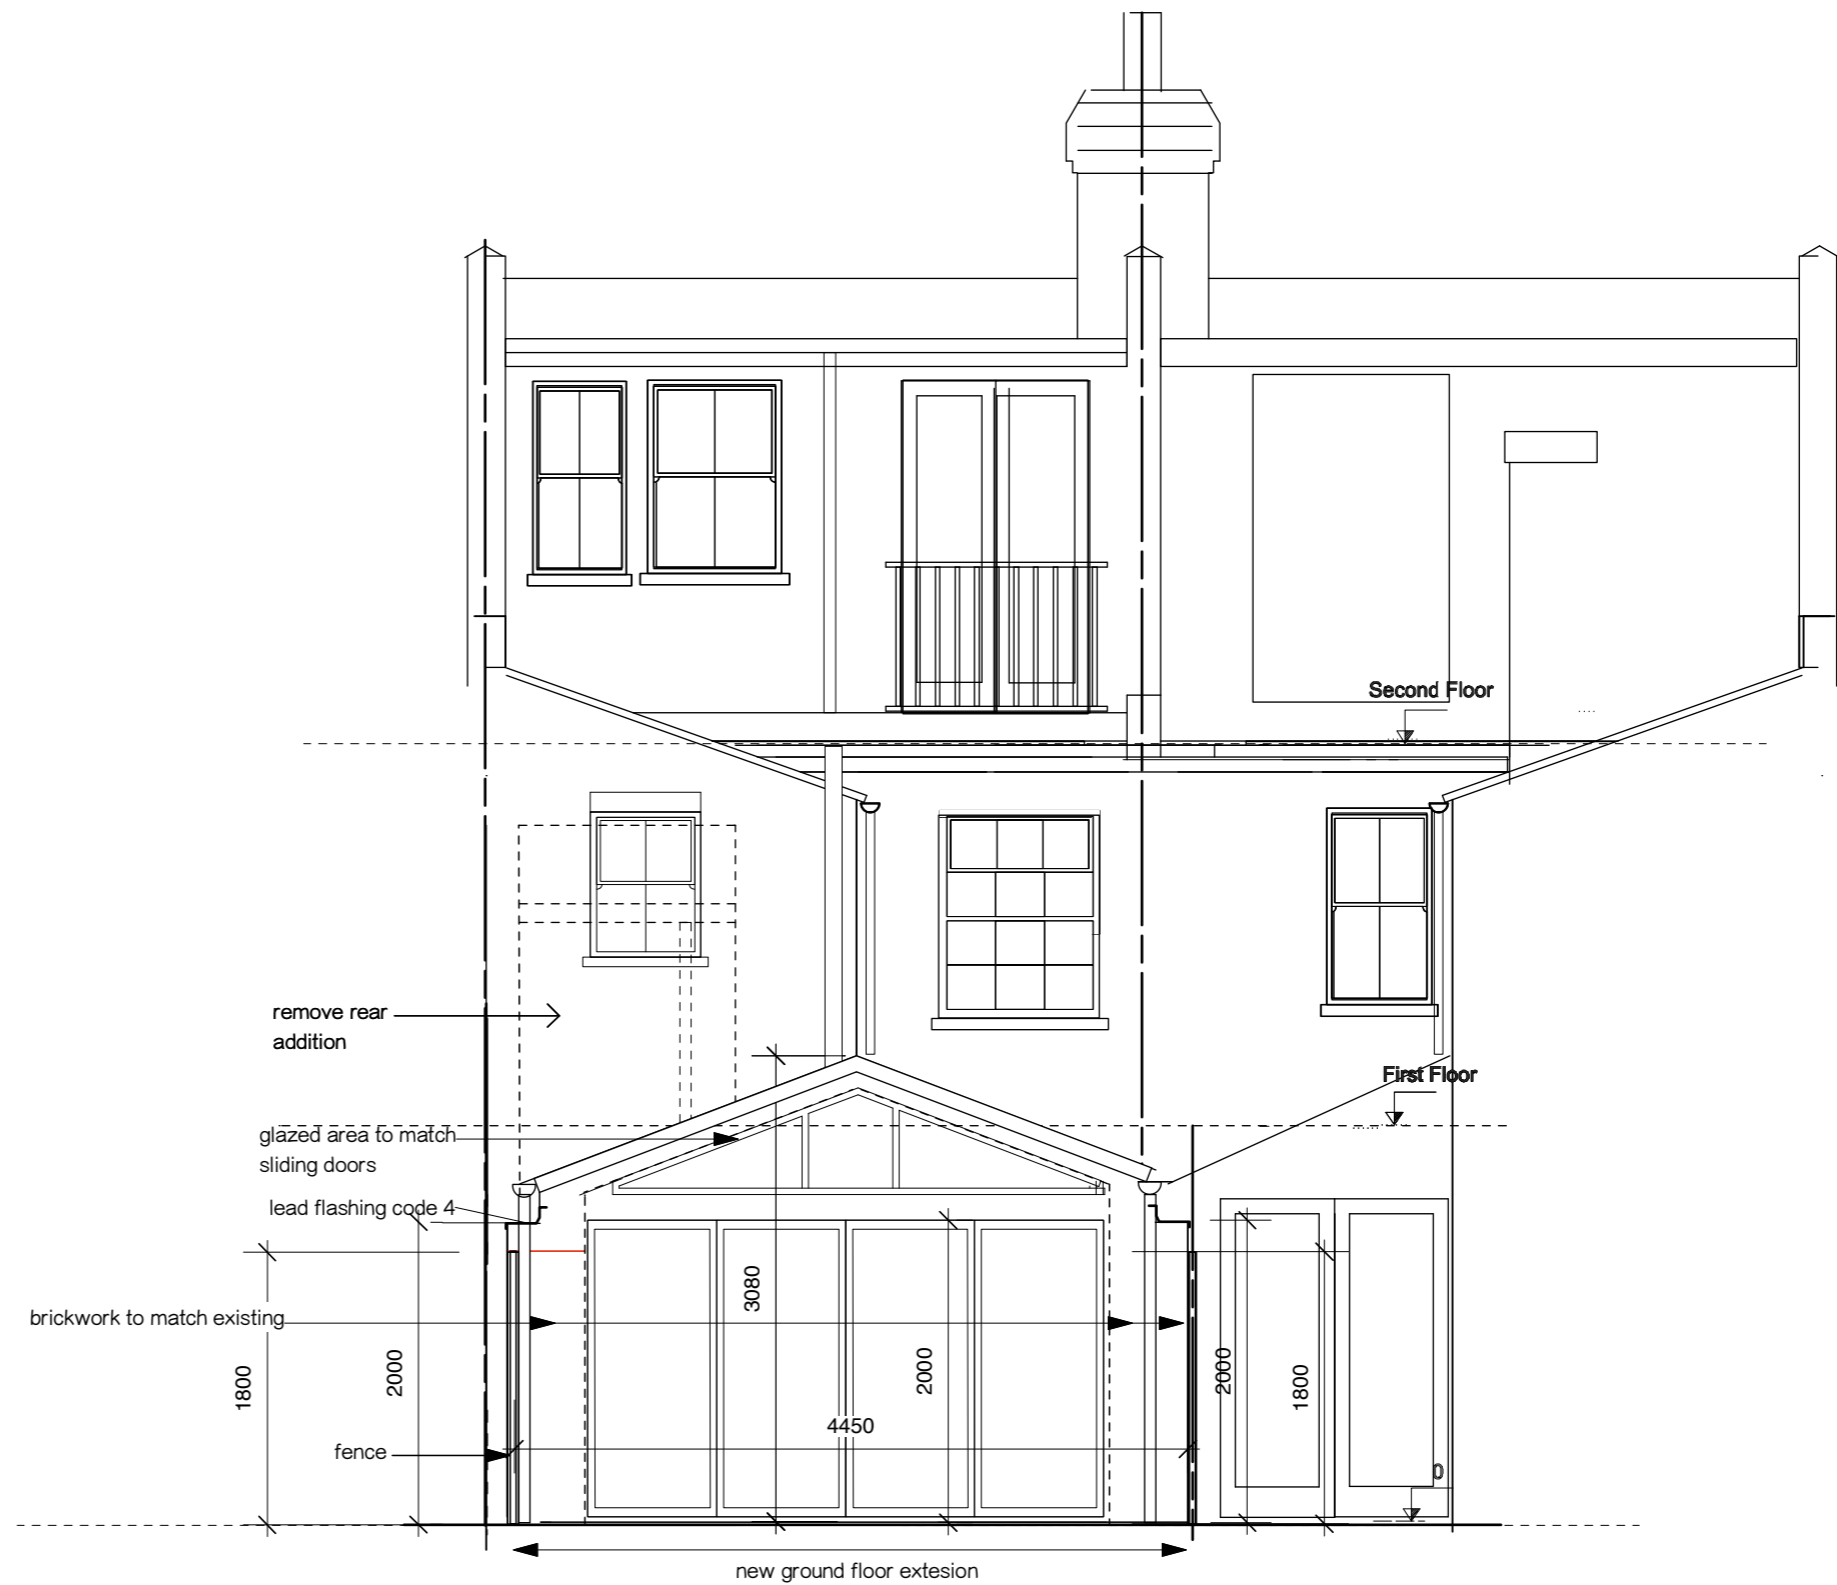 Second Floor
remove rear
addition
First Floor
glazed area to match
sliding doors
lead flashing code 4
3080
brickwork to match existing
1800
2000
2000
2000
1800
4450
fence
0
new ground floor extesion